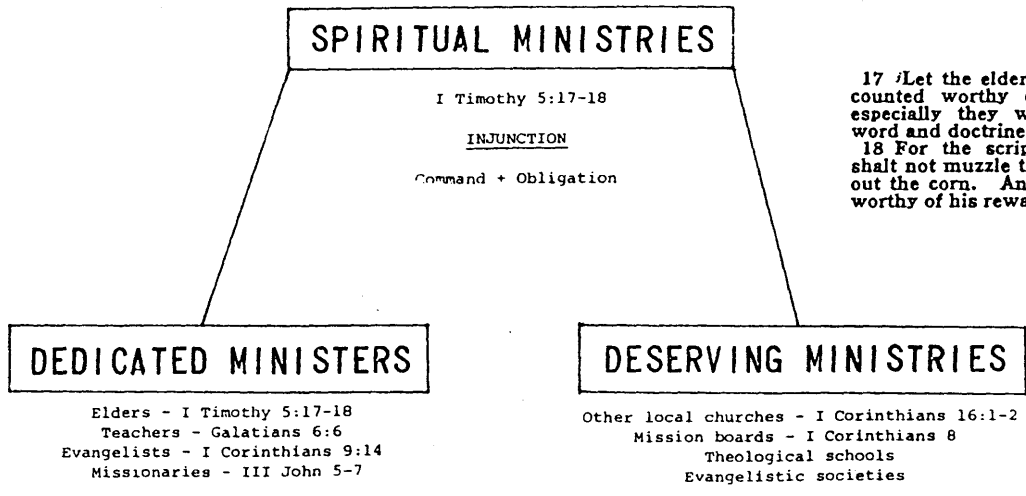 SPIRITUAL MINISTRIES
I Timothy 5:17-18
INJUNCTION
Command + Obligation
17 Let the elder
counted worthy
especially they w
word and doctrine
18 For the scrip
shalt not muzzle t
out the corn. An
worthy of his rewa
DEDICATED MINISTERS
Elders - I Timothy 5:17-18
Teachers - Galatians 6:6
Evangelists - I Corinthians 9:14
Missionaries - III John 5-7
DESERVING MINISTRIES
Other local churches - I Corinthians 16:1-2
Mission boards - I Corinthians 8
Theological schools
Evangelistic societies